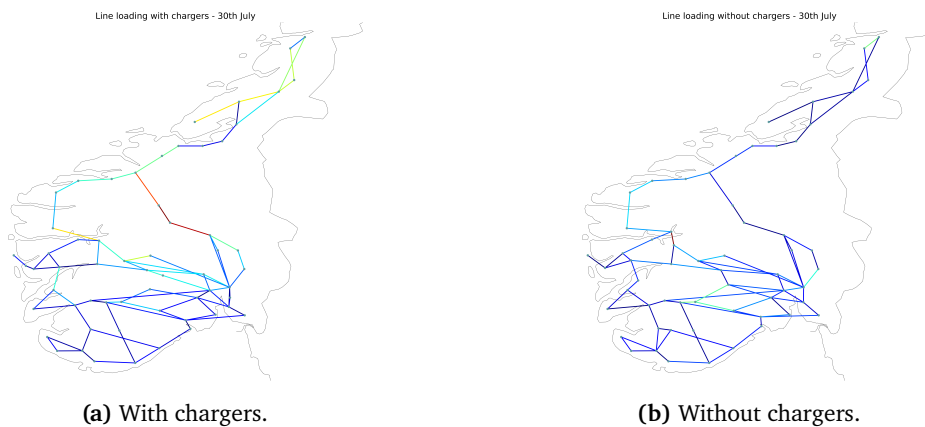 Line loading with chargers - 30th July
Line loading without chargers - 30th July
(a) With chargers.
(b) Without chargers.